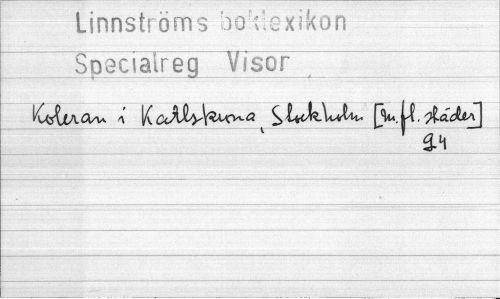 Linnströms boklexikon
Specialreg Visor
Koleran i Karlskrona, Stockholm [m.fl. städer]
94